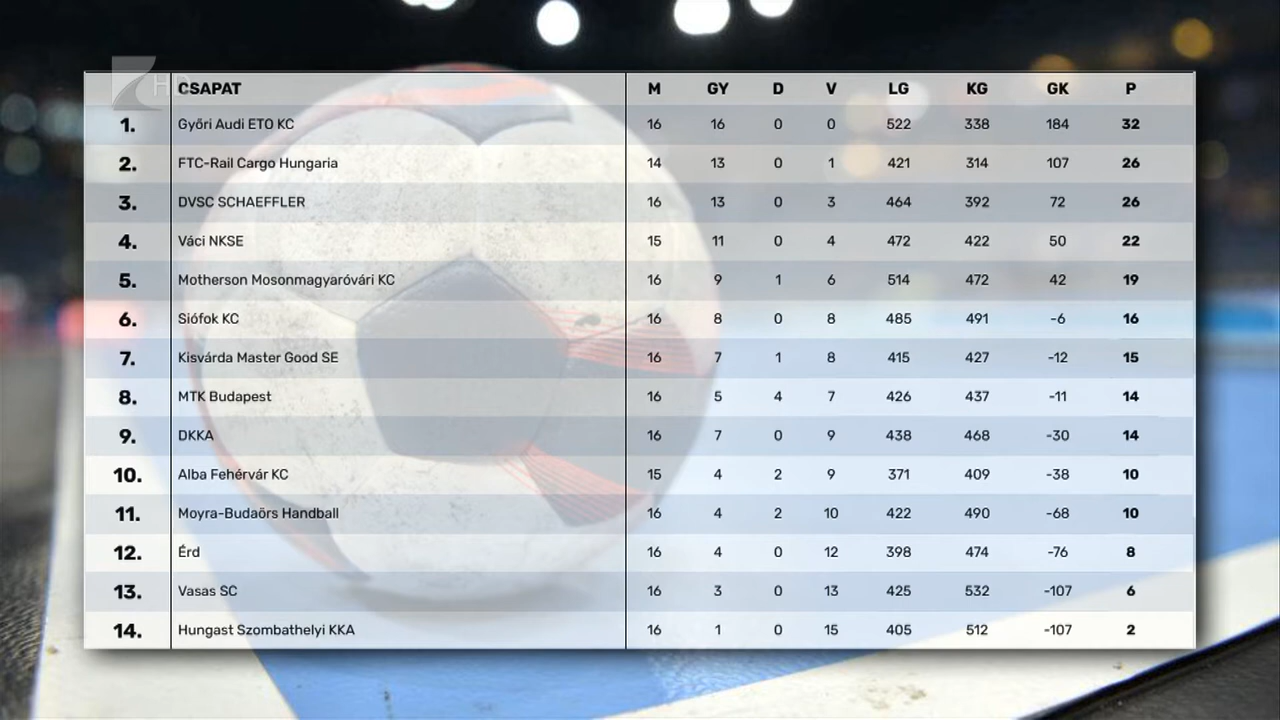 HD
CSAPAT M GY D V LG KG GK P
1. Győri Audi ETO KC 16 16 0 0 522 338 184 32
2. FTC-Rail Cargo Hungaria 14 13 0 1 421 314 107 26
3. DVSC SCHAEFFLER 16 13 0 3 464 392 72 26
4. Váci NKSE 15 11 0 4 472 422 50 22
5. Motherson Mosonmagyaróvári KC 16 9 1 6 514 472 42 19
6. Siófok KC 16 8 0 8 485 491 -6 16
7. Kisvárda Master Good SE 16 7 1 8 415 427 -12 15
8. MTK Budapest 16 5 4 7 426 437 -11 14
9. DKKA 16 7 0 9 438 468 -30 14
10. Alba Fehérvár KC 15 4 2 9 371 409 -38 10
11. Moyra-Budaörs Handball 16 4 2 10 422 490 -68 10
12. Érd 16 4 0 12 398 474 -76 8
13. Vasas SC 16 3 0 13 425 532 -107 6
14. Hungast Szombathelyi KKA 16 1 0 15 405 512 -107 2